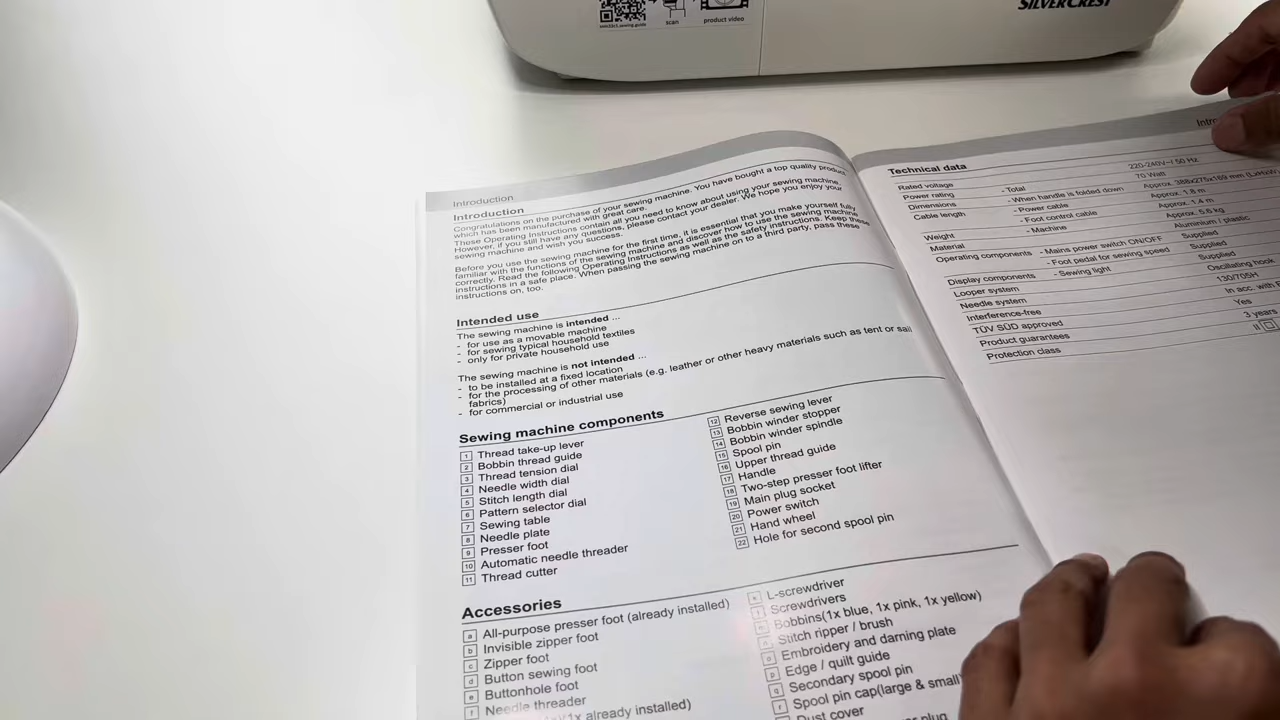 scan
product video
SILVERCREST
Introduction
Introduction
Congratulations on the purchase of your sewing machine. You have bought a top quality product
which has been manufactured with great care.
These Operating Instructions contain all you need to know about using your sewing machine.
However, if you still have any questions, please contact your dealer. We hope you enjoy your
sewing machine and wish you success.
Before you use the sewing machine for the first time, it is essential that you make yourself fully
familiar with the functions of the sewing machine and discover how to use the sewing machine
correctly. Read the following Operating Instructions as well as the safety instructions. Keep these
instructions in a safe place. When passing the sewing machine on to a third party, pass these
instructions on, too.
Intended use
The sewing machine is intended ...
- for use as a movable machine
- for sewing typical household textiles
- only for private household use
The sewing machine is not intended ...
- to be installed at a fixed location
- for the processing of other materials (e.g. leather or other heavy materials such as tent or sail
fabrics)
- for commercial or industrial use
Sewing machine components
1 Thread take-up lever
2 Bobbin thread guide
3 Thread tension dial
4 Needle width dial
5 Stitch length dial
6 Pattern selector dial
7 Sewing table
8 Needle plate
9 Presser foot
10 Automatic needle threader
11 Thread cutter
12 Reverse sewing lever
13 Bobbin winder stopper
14 Bobbin winder spindle
15 Spool pin
16 Upper thread guide
17 Handle
18 Two-step presser foot lifter
19 Main plug socket
20 Power switch
21 Hand wheel
22 Hole for second spool pin
Accessories
a All-purpose presser foot (already installed)
b Invisible zipper foot
c Zipper foot
d Button sewing foot
e Buttonhole foot
f Needle threader
(1x already installed)
L-screwdriver
Screwdrivers
Bobbins(1x blue, 1x pink, 1x yellow)
Stitch ripper / brush
o Embroidery and darning plate
p Edge / quilt guide
q Secondary spool pin
r Spool pin cap(large & small)
Dust cover
plug
Technical data
Rated voltage 220-240V~/ 50 Hz
Power rating - Total 70 Watt
Dimensions - When handle is folded down Approx. 388x275x169 mm
Cable length - Power cable Approx. 1.8 m
- Foot control cable Approx. 1.4 m
Weight - Machine Approx. 5.6 kg
Material Aluminium / plastic
Operating components - Mains power switch ON/OFF Supplied
- Foot pedal for sewing speed Supplied
Display components - Sewing light Supplied
Looper system Oscillating hook
Needle system 130/705H
Interference-free In acc. with
TÜV SÜD approved Yes
Product guarantees 3 years
Protection class II